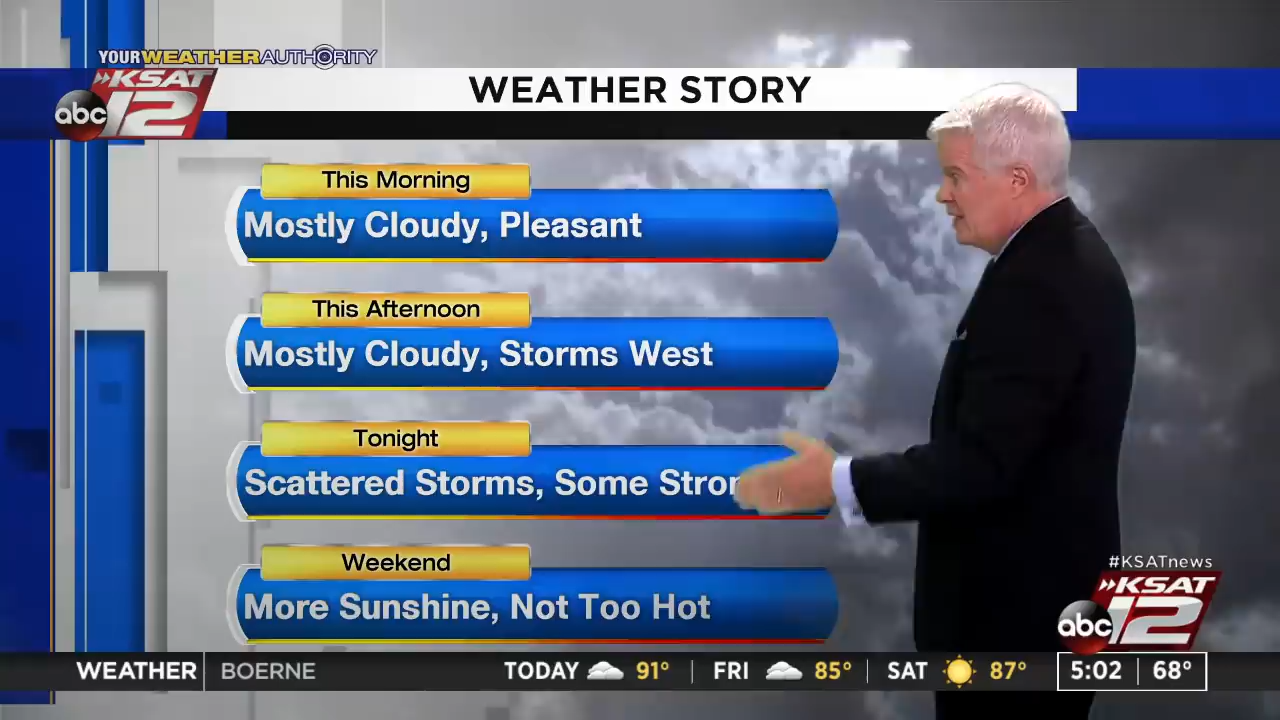 YOURWEATHERAUTHORITY
KSAT
abc 12
WEATHER STORY
This Morning
Mostly Cloudy, Pleasant
This Afternoon
Mostly Cloudy, Storms West
Tonight
Scattered Storms, Some
Weekend
More Sunshine, Not Too Hot
#KSATnews
KSAT
abc 12
WEATHER BOERNE TODAY 91° FRI 85° SAT 87° 5:02 68°